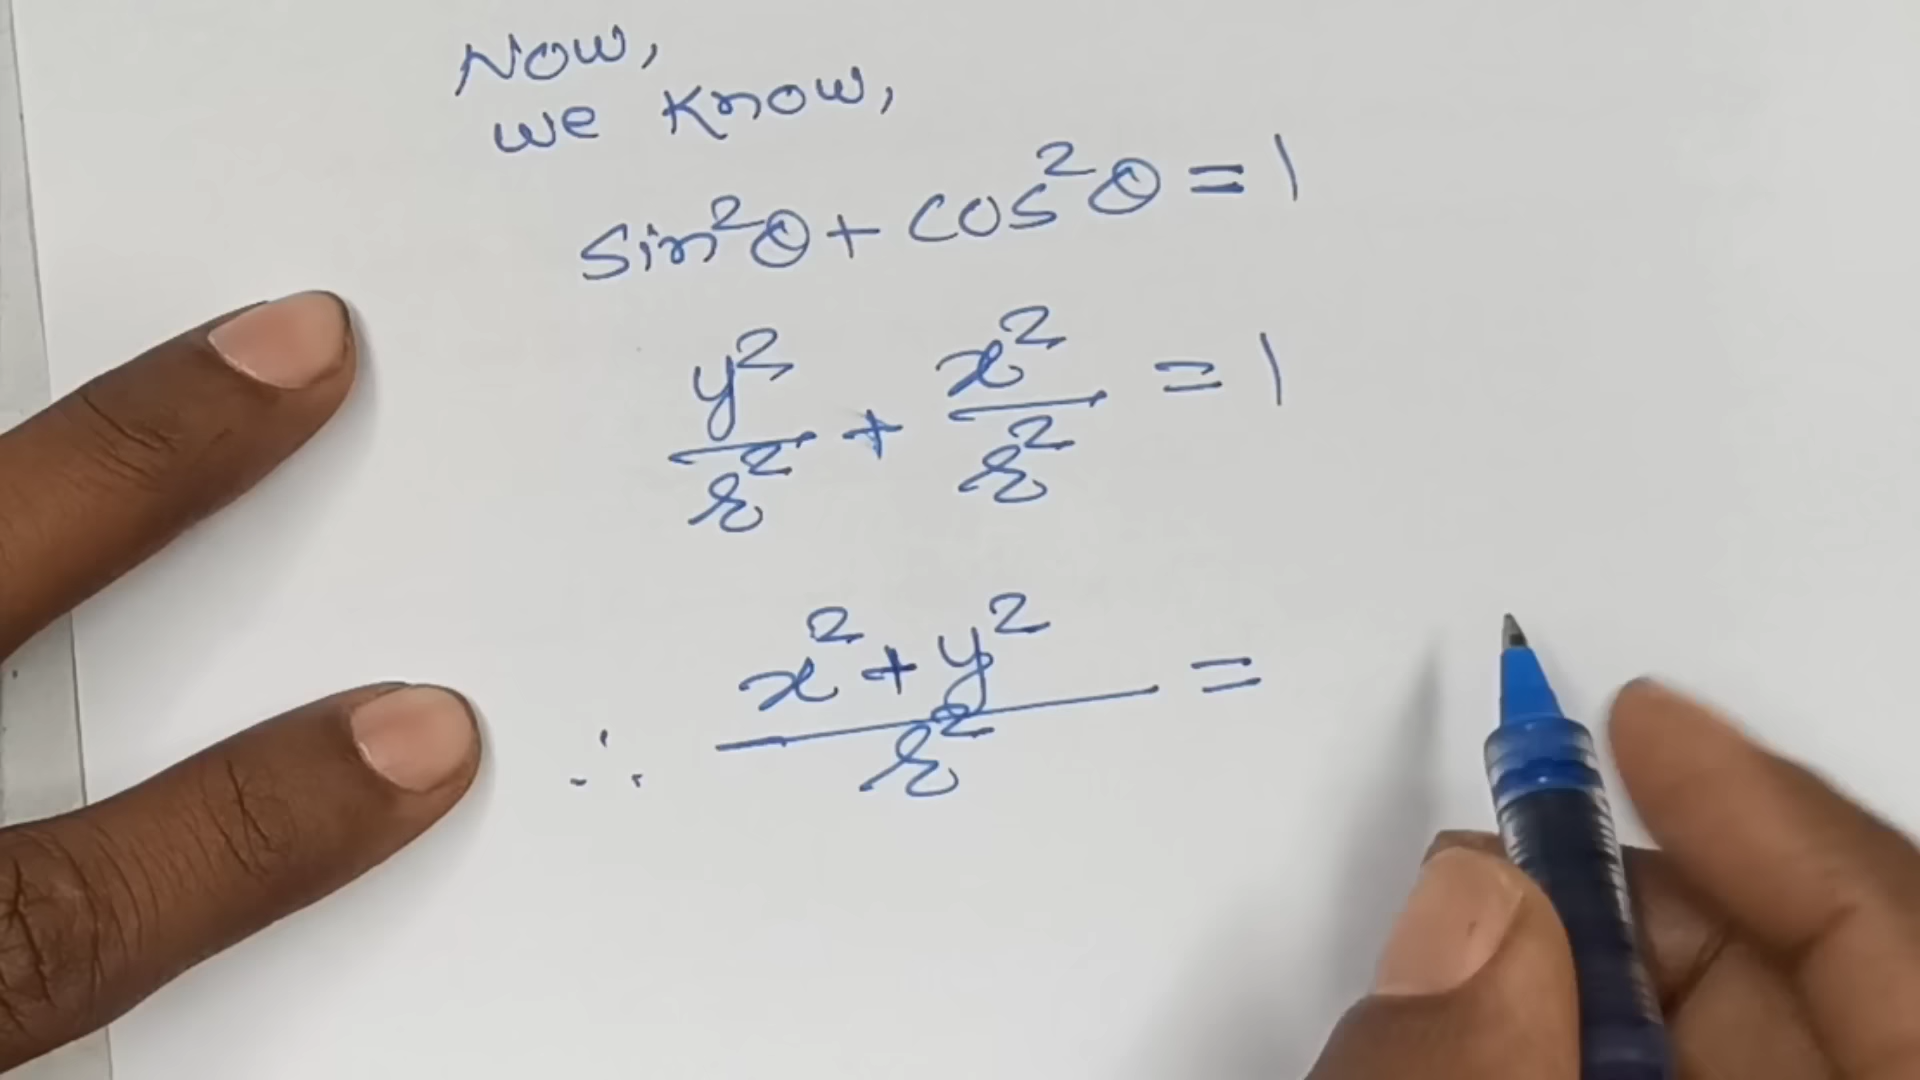 Now,
we know,
sin²θ + cos²θ = 1
y²/r² + x²/r² = 1
∴ x² + y²/r² =